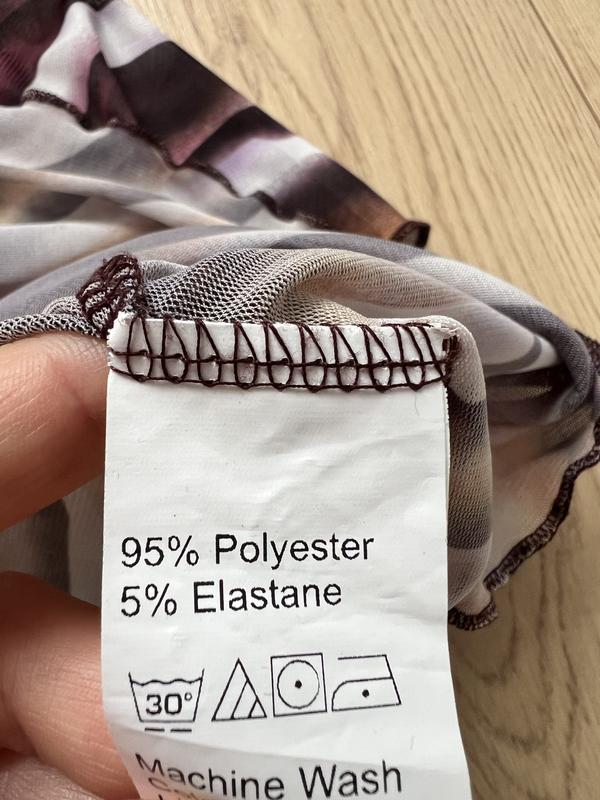 95% Polyester
5% Elastane
30°
Machine Wash